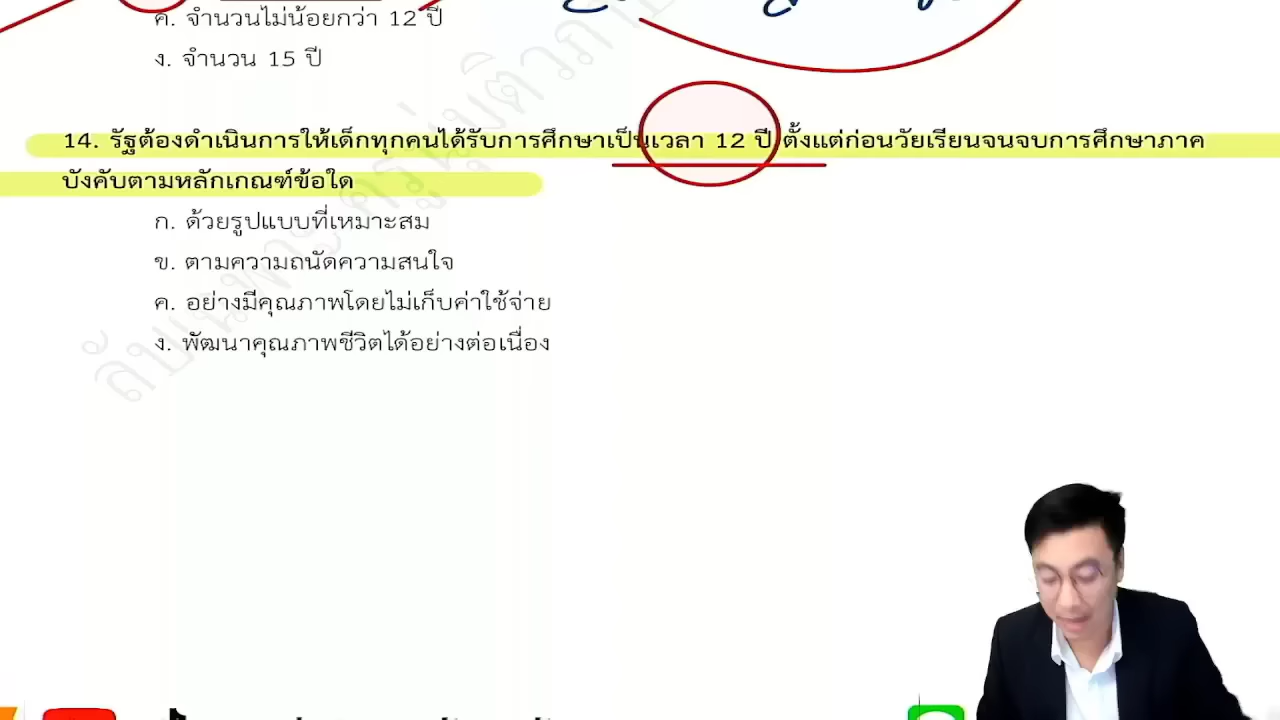 ค. จำนวนไม่น้อยกว่า 12 ปี
ง. จำนวน 15 ปี
14. รัฐต้องดำเนินการให้เด็กทุกคนได้รับการศึกษาเป็นเวลา 12 ปี ตั้งแต่ก่อนวัยเรียนจนจบการศึกษาภาค
บังคับตามหลักเกณฑ์ข้อใด
ก. ด้วยรูปแบบที่เหมาะสม
ข. ตามความถนัดความสนใจ
ค. อย่างมีคุณภาพโดยไม่เก็บค่าใช้จ่าย
ง. พัฒนาคุณภาพชีวิตได้อย่างต่อเนื่อง